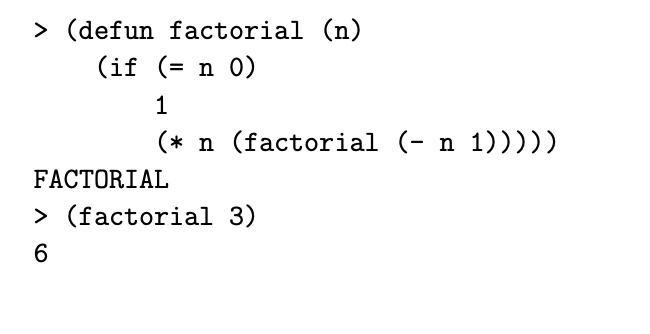 > (defun factorial (n)
(if (= n 0)
1
(* n (factorial (- n 1)))))
FACTORIAL
> (factorial 3)
6